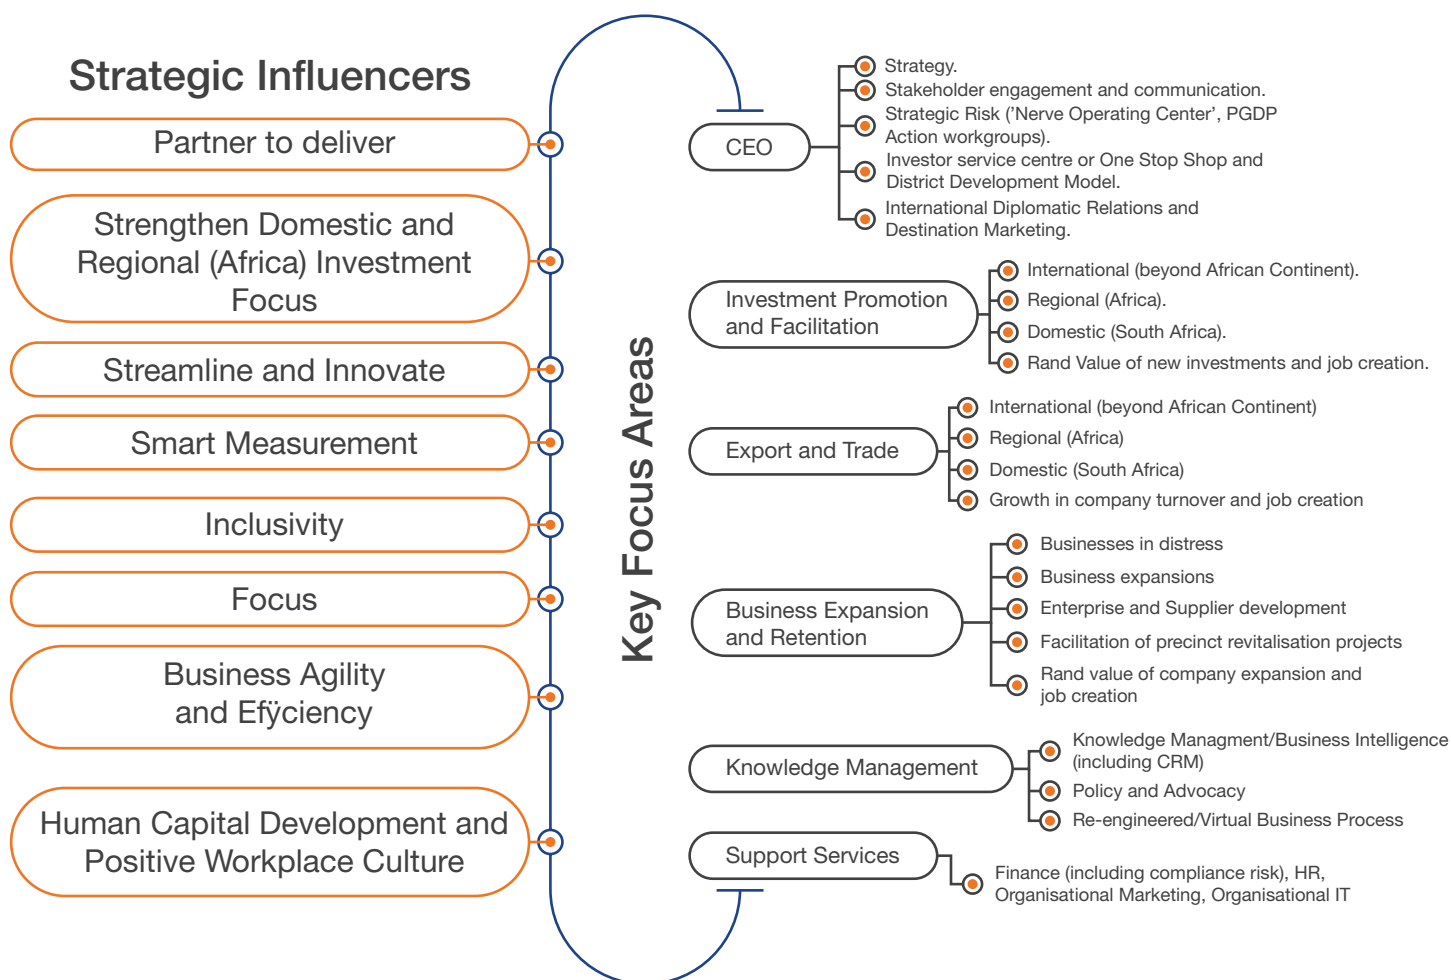 Strategic Influencers
Partner to deliver
Strengthen Domestic and
Regional (Africa) Investment
Focus
Streamline and Innovate
Smart Measurement
Inclusivity
Focus
Business Agility
and Efÿciency
Human Capital Development and
Positive Workplace Culture
Key Focus Areas
CEO
Strategy.
Stakeholder engagement and communication.
Strategic Risk (’Nerve Operating Center’, PGDP
Action workgroups).
Investor service centre or One Stop Shop and
District Development Model.
International Diplomatic Relations and
Destination Marketing.
Investment Promotion
and Facilitation
International (beyond African Continent).
Regional (Africa).
Domestic (South Africa).
Rand Value of new investments and job creation.
Export and Trade
International (beyond African Continent)
Regional (Africa)
Domestic (South Africa)
Growth in company turnover and job creation
Business Expansion
and Retention
Businesses in distress
Business expansions
Enterprise and Supplier development
Facilitation of precinct revitalisation projects
Rand value of company expansion and
job creation
Knowledge Management
Knowledge Managment/Business Intelligence
(including CRM)
Policy and Advocacy
Re-engineered/Virtual Business Process
Support Services
Finance (including compliance risk), HR,
Organisational Marketing, Organisational IT